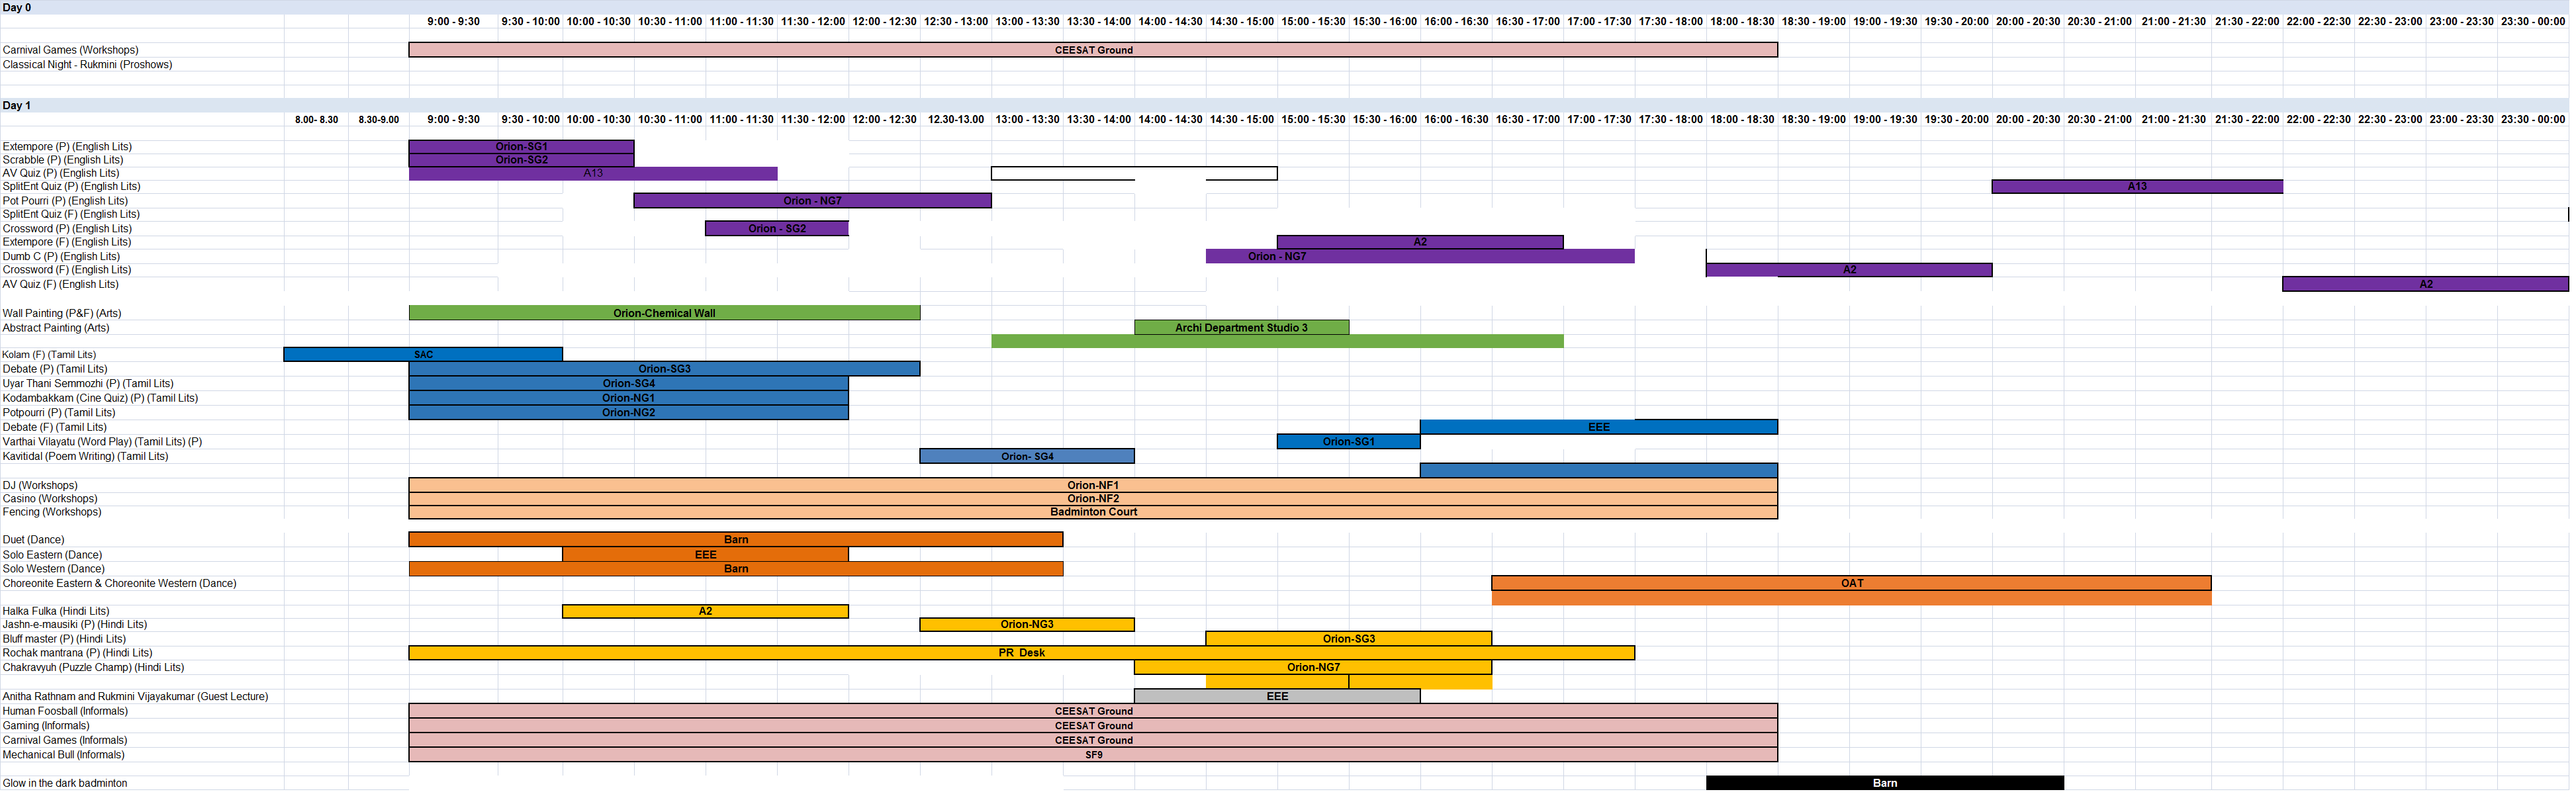 Day 0
9:00 - 9:30 9:30 - 10:00 10:00 - 10:30 10:30 - 11:00 11:00 - 11:30 11:30 - 12:00 12:00 - 12:30 12:30 - 13:00 13:00 - 13:30 13:30 - 14:00 14:00 - 14:30 14:30 - 15:00 15:00 - 15:30 15:30 - 16:00 16:00 - 16:30 16:30 - 17:00 17:00 - 17:30 17:30 - 18:00 18:00 - 18:30 18:30 - 19:00 19:00 - 19:30 19:30 - 20:00 20:00 - 20:30 20:30 - 21:00 21:00 - 21:30 21:30 - 22:00 22:00 - 22:30 22:30 - 23:00 23:00 - 23:30 23:30 - 00:00
Carnival Games (Workshops) CEESAT Ground
Classical Night - Rukmini (Proshows)
Day 1
8.00- 8.30 8.30-9.00 9:00 - 9:30 9:30 - 10:00 10:00 - 10:30 10:30 - 11:00 11:00 - 11:30 11:30 - 12:00 12:00 - 12:30 12.30-13.00 13:00 - 13:30 13:30 - 14:00 14:00 - 14:30 14:30 - 15:00 15:00 - 15:30 15:30 - 16:00 16:00 - 16:30 16:30 - 17:00 17:00 - 17:30 17:30 - 18:00 18:00 - 18:30 18:30 - 19:00 19:00 - 19:30 19:30 - 20:00 20:00 - 20:30 20:30 - 21:00 21:00 - 21:30 21:30 - 22:00 22:00 - 22:30 22:30 - 23:00 23:00 - 23:30 23:30 - 00:00
Extempore (P) (English Lits) Orion-SG1
Scrabble (P) (English Lits) Orion-SG2
AV Quiz (P) (English Lits) A13
SplitEnt Quiz (P) (English Lits) A13
Pot Pourri (P) (English Lits) Orion - NG7
SplitEnt Quiz (F) (English Lits)
Crossword (P) (English Lits) Orion - SG2
Extempore (F) (English Lits) A2
Dumb C (P) (English Lits) Orion - NG7
Crossword (F) (English Lits) A2
AV Quiz (F) (English Lits) A2
Wall Painting (P&F) (Arts) Orion-Chemical Wall
Abstract Painting (Arts) Archi Department Studio 3
Kolam (F) (Tamil Lits) SAC
Debate (P) (Tamil Lits) Orion-SG3
Uyar Thani Semmozhi (P) (Tamil Lits) Orion-SG4
Kodambakkam (Cine Quiz) (P) (Tamil Lits) Orion-NG1
Potpourri (P) (Tamil Lits) Orion-NG2
Debate (F) (Tamil Lits) EEE
Varthai Vilayatu (Word Play) (Tamil Lits) (P) Orion-SG1
Kavitidal (Poem Writing) (Tamil Lits) Orion- SG4
DJ (Workshops) Orion-NF1
Casino (Workshops) Orion-NF2
Fencing (Workshops) Badminton Court
Duet (Dance) Barn
Solo Eastern (Dance) EEE
Solo Western (Dance) Barn
Choreonite Eastern & Choreonite Western (Dance) OAT
Halka Fulka (Hindi Lits) A2
Jashn-e-mausiki (P) (Hindi Lits) Orion-NG3
Bluff master (P) (Hindi Lits) Orion-SG3
Rochak mantrana (P) (Hindi Lits) PR Desk
Chakravyuh (Puzzle Champ) (Hindi Lits) Orion-NG7
Anitha Rathnam and Rukmini Vijayakumar (Guest Lecture) EEE
Human Foosball (Informals) CEESAT Ground
Gaming (Informals) CEESAT Ground
Carnival Games (Informals) CEESAT Ground
Mechanical Bull (Informals) SF9
Glow in the dark badminton Barn